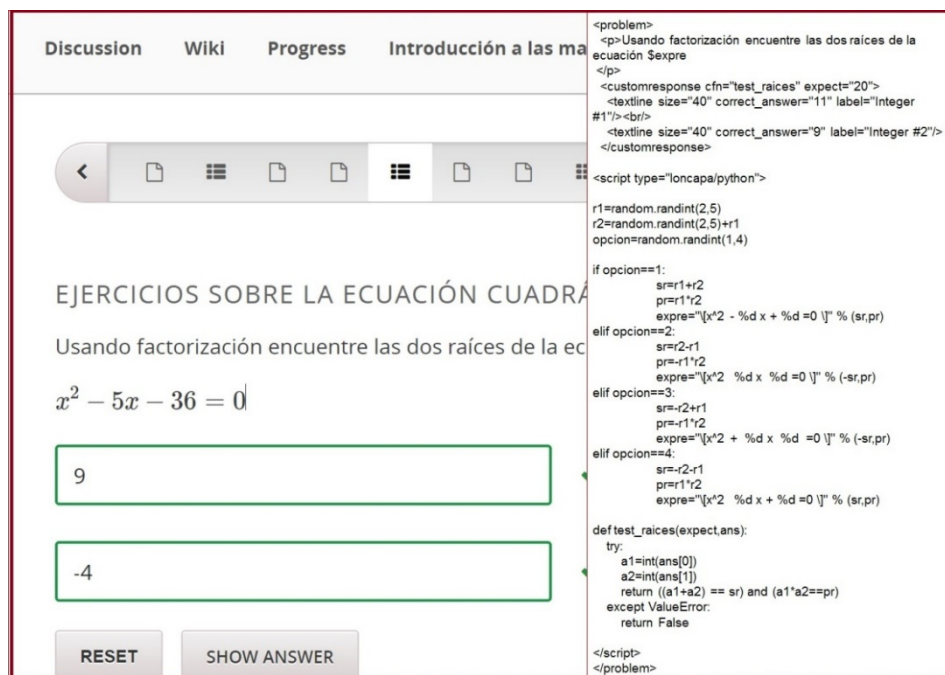 Discussion Wiki Progress Introducción a las ma
EJERCICIOS SOBRE LA ECUACIÓN CUADRÁ
Usando factorización encuentre las dos raíces de la ec
x² − 5x − 36 = 0
9
-4
RESET SHOW ANSWER
<problem>
<p>Usando factorización encuentre las dos raíces de la
ecuación $expre
</p>
<customresponse cfn="test_raices" expect="20">
<textline size="40" correct_answer="11" label="Integer
#1"/><br/>
<textline size="40" correct_answer="9" label="Integer #2"/>
</customresponse>
<script type="loncapa/python">
r1=random.randint(2,5)
r2=random.randint(2,5)+r1
opcion=random.randint(1,4)
if opcion==1:
sr=r1+r2
pr=r1*r2
expre="\[x^2 - %d x + %d =0 \]" % (sr,pr)
elif opcion==2:
sr=r2-r1
pr=-r1*r2
expre="\[x^2 %d x %d =0 \]" % (-sr,pr)
elif opcion==3:
sr=-r2+r1
pr=-r1*r2
expre="\[x^2 + %d x %d =0 \]" % (-sr,pr)
elif opcion==4:
sr=-r2-r1
pr=r1*r2
expre="\[x^2 %d x + %d =0 \]" % (sr,pr)
def test_raices(expect,ans):
try:
a1=int(ans[0])
a2=int(ans[1])
return ((a1+a2) == sr) and (a1*a2==pr)
except ValueError:
return False
</script>
</problem>